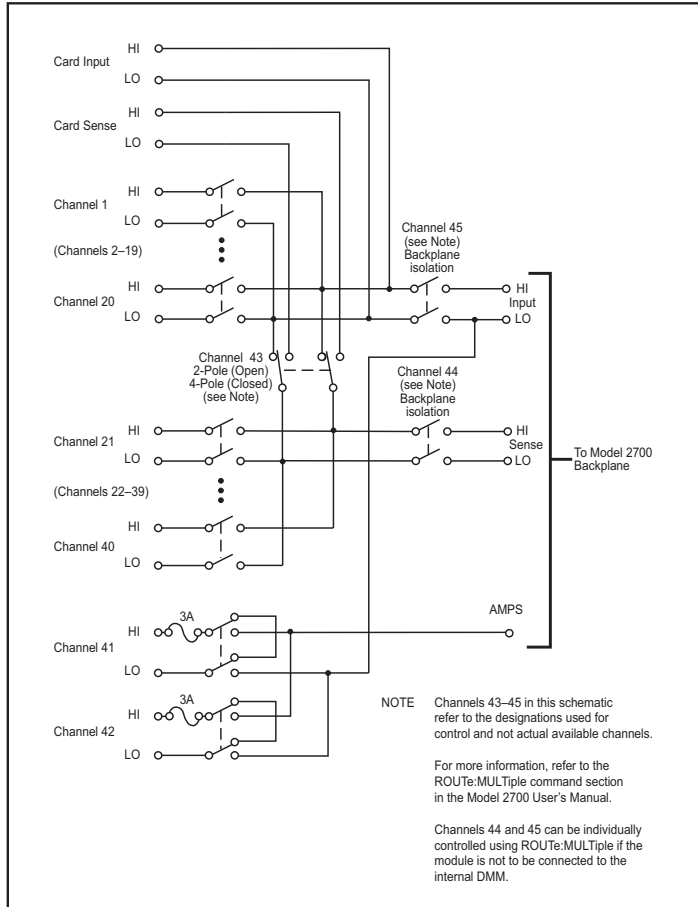 Card Input
HI
LO
Card Sense
HI
LO
Channel 1
HI
LO
(Channels 2–19)
Channel 20
HI
LO
Channel 45
(see Note)
Backplane
isolation
HI
Input
LO
Channel 43
2-Pole (Open)
4-Pole (Closed)
(see Note)
Channel 44
(see Note)
Backplane
isolation
Channel 21
HI
LO
HI
Sense
LO
To Model 2700
Backplane
(Channels 22–39)
Channel 40
HI
LO
AMPS
Channel 41
HI
3A
LO
Channel 42
HI
3A
LO
NOTE Channels 43–45 in this schematic
refer to the designations used for
control and not actual available channels.
For more information, refer to the
ROUTe:MULTiple command section
in the Model 2700 User's Manual.
Channels 44 and 45 can be individually
controlled using ROUTe:MULTiple if the
module is not to be connected to the
internal DMM.